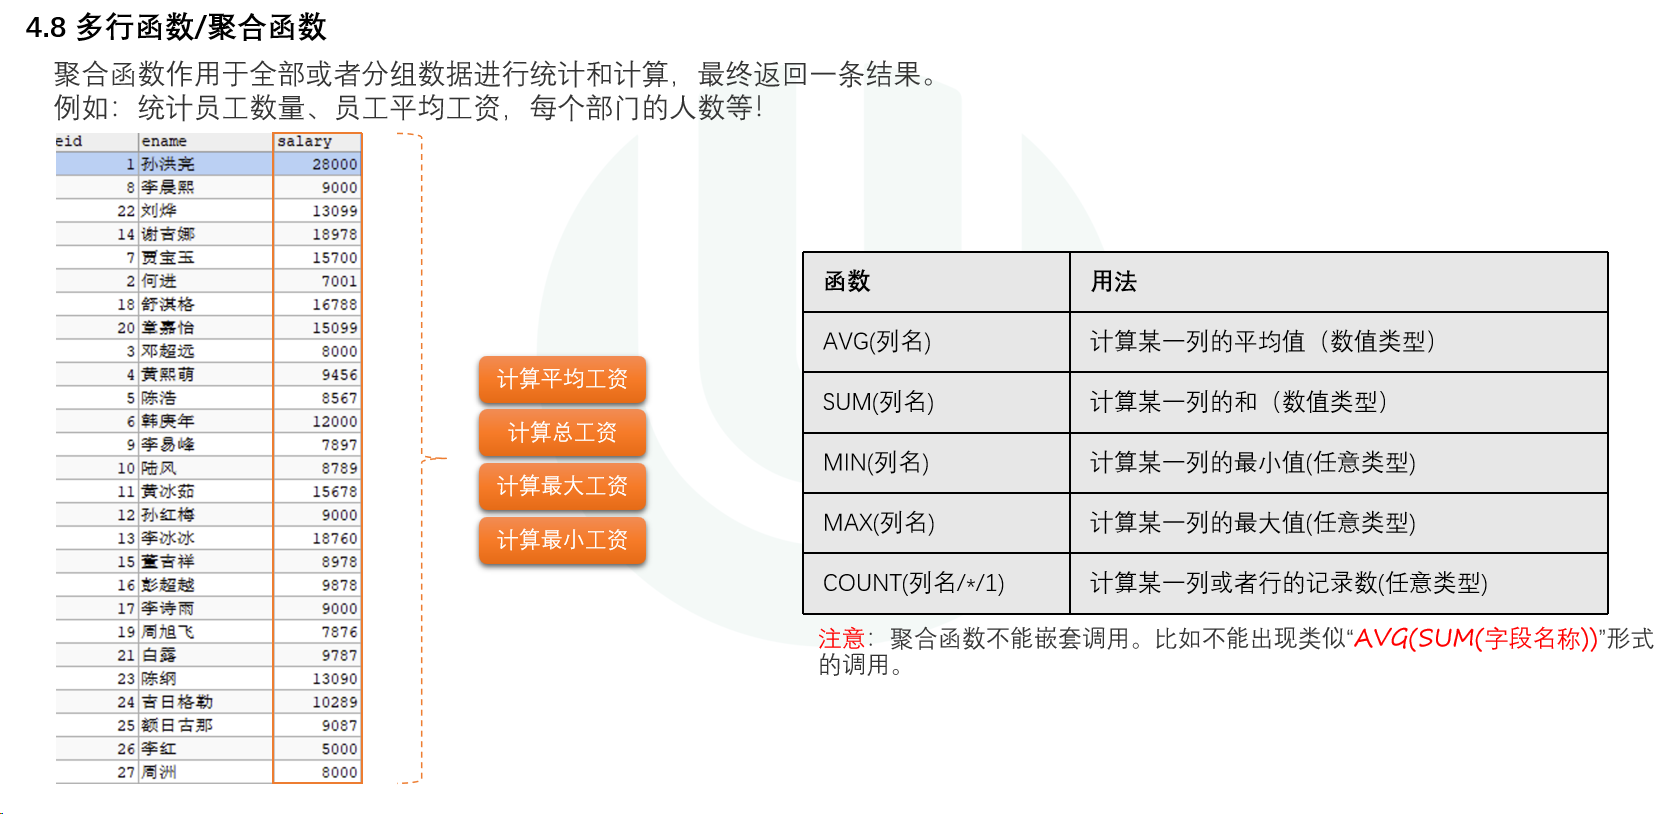 4.8 多行函数/聚合函数
聚合函数作用于全部或者分组数据进行统计和计算，最终返回一条结果。
例如：统计员工数量、员工平均工资，每个部门的人数等！
eid ename salary
1 孙洪亮 28000
8 李晨熙 9000
22 刘烨 13099
14 谢吉娜 18978
7 贾宝玉 15700
2 何进 7001
18 舒淇格 16788
20 章嘉怡 15099
3 邓超远 8000
4 黄熙萌 9456
5 陈浩 8567
6 韩庚年 12000
9 李易峰 7897
10 陆风 8789
11 黄冰茹 15678
12 孙红梅 9000
13 李冰冰 18760
15 董吉祥 8978
16 彭超越 9878
17 李诗雨 9000
19 周旭飞 7876
21 白露 9787
23 陈纲 13090
24 吉日格勒 10289
25 额日古那 9087
26 李红 5000
27 周洲 8000
计算平均工资
计算总工资
计算最大工资
计算最小工资
函数 用法
AVG(列名) 计算某一列的平均值（数值类型）
SUM(列名) 计算某一列的和（数值类型）
MIN(列名) 计算某一列的最小值(任意类型)
MAX(列名) 计算某一列的最大值(任意类型)
COUNT(列名/*/1) 计算某一列或者行的记录数(任意类型)
注意：聚合函数不能嵌套调用。比如不能出现类似“AVG(SUM(字段名称))”形式
的调用。